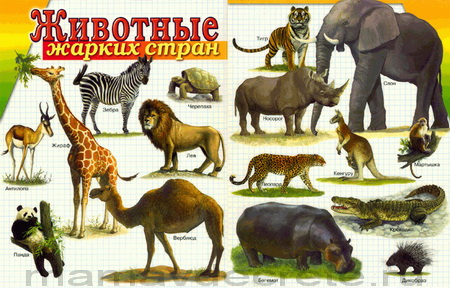 Животные
жарких стран
Тигр
Слон
Зебра
Черепаха
Носорог
Жираф
Лев
Антилопа
Леопард
Кенгуру
Мартышка
Панда
Верблюд
Крокодил
Бегемот
Дикобраз